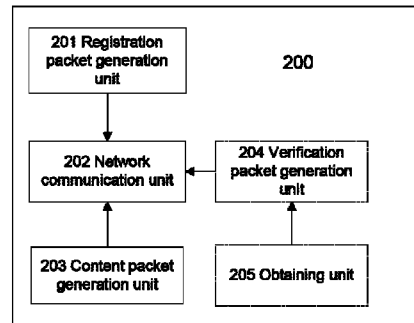 201 Registration
packet generation
unit
200
202 Network
communication unit
204 Verification
packet generation
unit
203 Content packet
generation unit
205 Obtaining unit